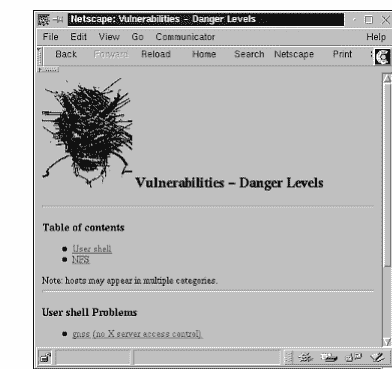 Netscape: Vulnerabilities - Danger Levels
File Edit View Go Communicator Help
Back Forward Reload Home Search Netscape Print
Vulnerabilities - Danger Levels
Table of contents
User shell
NFS
Note: hosts may appear in multiple categories.
User shell Problems
gnss (no X server access control)